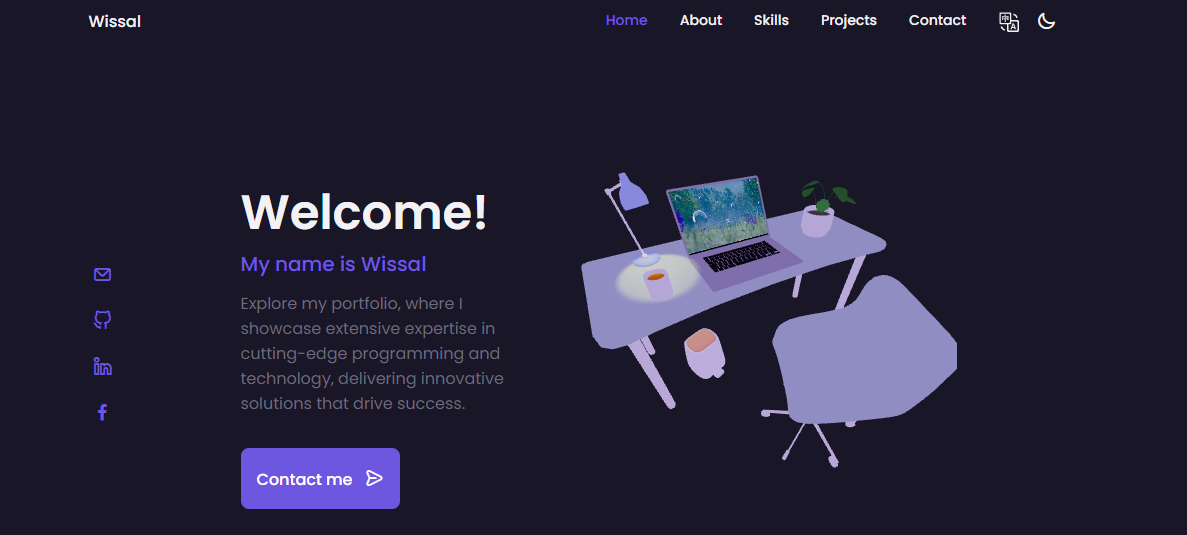 Wissal
Home About Skills Projects Contact
Welcome!
My name is Wissal
Explore my portfolio, where I
showcase extensive expertise in
cutting-edge programming and
technology, delivering innovative
solutions that drive success.
Contact me